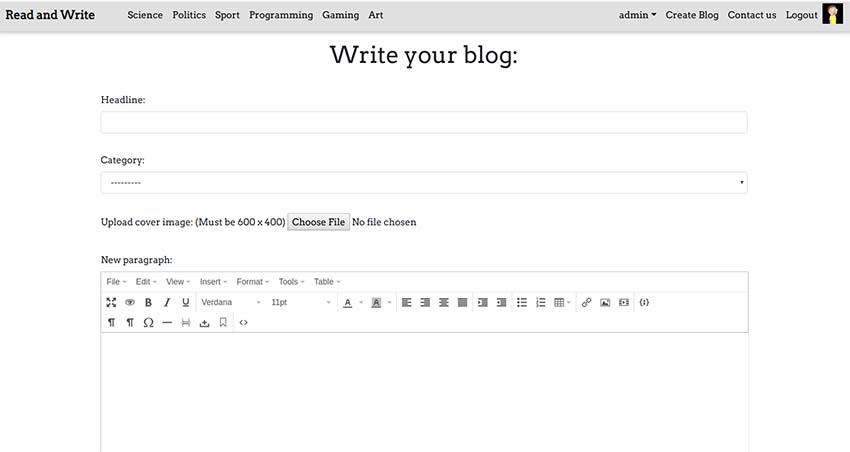 Read and Write Science Politics Sport Programming Gaming Art admin Create Blog Contact us Logout
Write your blog:
Headline:
Category:
---------
Upload cover image: (Must be 600 x 400) Choose File No file chosen
New paragraph:
File Edit View Insert Format Tools Table
B I U Verdana 11pt A A